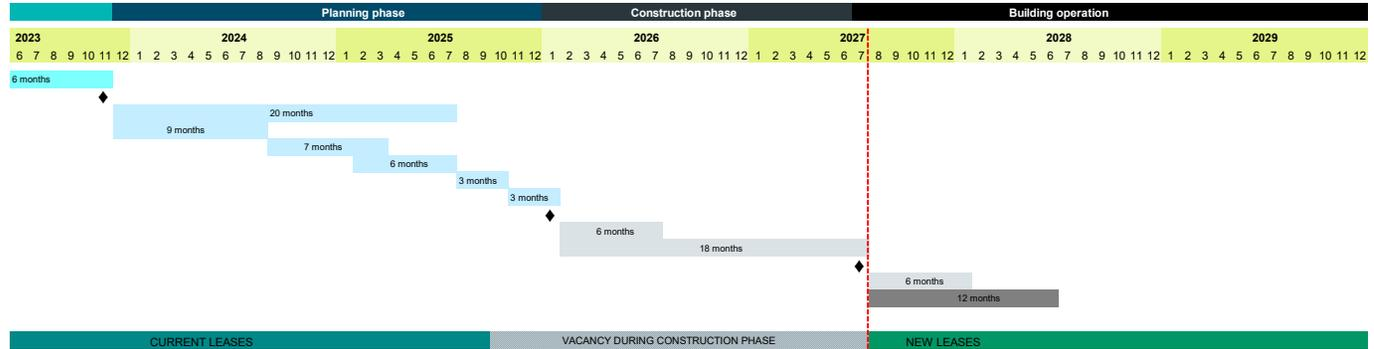 Planning phase Construction phase Building operation
2023 2024 2025 2026 2027 2028 2029
6 7 8 9 10 11 12 1 2 3 4 5 6 7 8 9 10 11 12 1 2 3 4 5 6 7 8 9 10 11 12 1 2 3 4 5 6 7 8 9 10 11 12 1 2 3 4 5 6 7 8 9 10 11 12 1 2 3 4 5 6 7 8 9 10 11 12 1 2 3 4 5 6 7 8 9 10 11 12
6 months
20 months
9 months
7 months
6 months
3 months
3 months
6 months
18 months
6 months
12 months
CURRENT LEASES VACANCY DURING CONSTRUCTION PHASE NEW LEASES